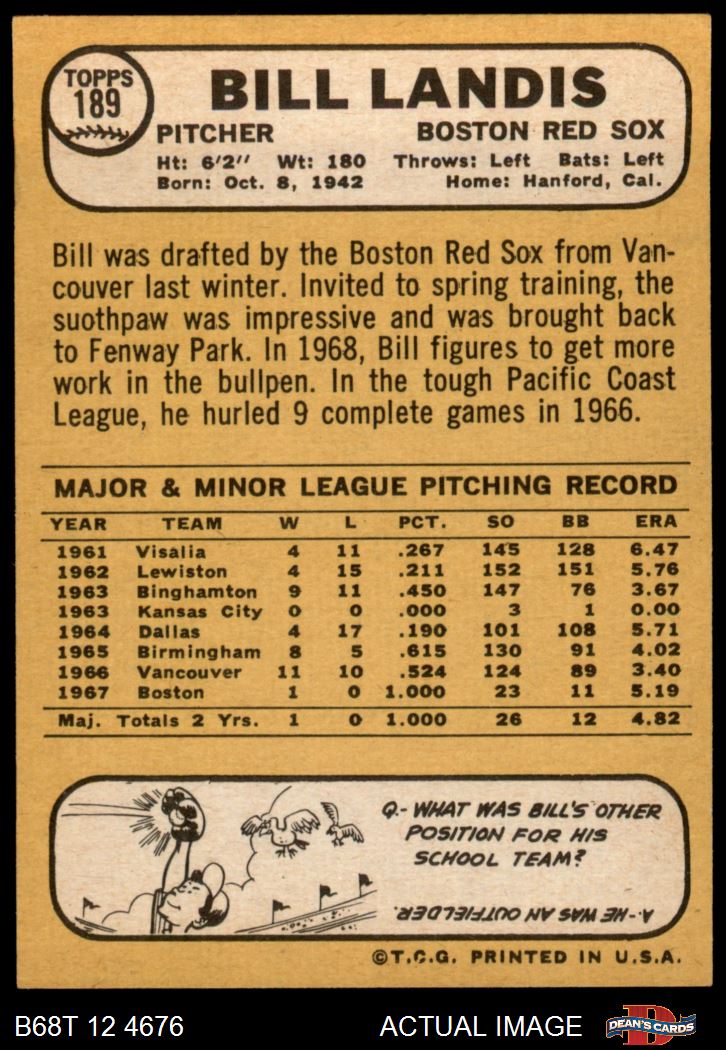 TOPPS
189
BILL LANDIS
PITCHER BOSTON RED SOX
Ht: 6'2" Wt: 180 Throws: Left Bats: Left
Born: Oct. 8, 1942 Home: Hanford, Cal.
Bill was drafted by the Boston Red Sox from Van-
couver last winter. Invited to spring training, the
suothpaw was impressive and was brought back
to Fenway Park. In 1968, Bill figures to get more
work in the bullpen. In the tough Pacific Coast
League, he hurled 9 complete games in 1966.
MAJOR & MINOR LEAGUE PITCHING RECORD
YEAR TEAM W L PCT. SO BB ERA
1961 Visalia 4 11 .267 145 128 6.47
1962 Lewiston 4 15 .211 152 151 5.76
1963 Binghamton 9 11 .450 147 76 3.67
1963 Kansas City 0 0 .000 3 1 0.00
1964 Dallas 4 17 .190 101 108 5.71
1965 Birmingham 8 5 .615 130 91 4.02
1966 Vancouver 11 10 .524 124 89 3.40
1967 Boston 1 0 1.000 23 11 5.19
Maj. Totals 2 Yrs. 1 0 1.000 26 12 4.82
Q.- WHAT WAS BILL'S OTHER
POSITION FOR HIS
SCHOOL TEAM?
A.- HE WAS AN OUTFIELDER.
©T.C.G. PRINTED IN U.S.A.
B68T 12 4676 ACTUAL IMAGE
DEAN'S CARDS